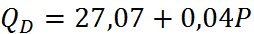 Q_D = 27,07 + 0,04P